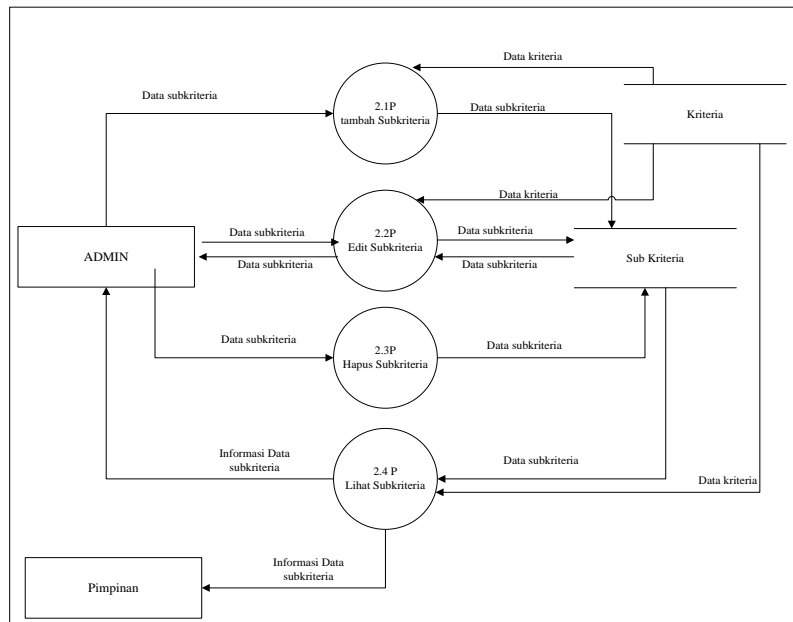 Data kriteria
2.1P
tambah Subkriteria
Data subkriteria
Data subkriteria
Kriteria
Data kriteria
2.2P
Edit Subkriteria
Data subkriteria
Data subkriteria
ADMIN
Data subkriteria
Data subkriteria
Sub Kriteria
2.3P
Hapus Subkriteria
Data subkriteria
Data subkriteria
Informasi Data
subkriteria
2.4 P
Lihat Subkriteria
Data subkriteria
Data kriteria
Informasi Data
subkriteria
Pimpinan